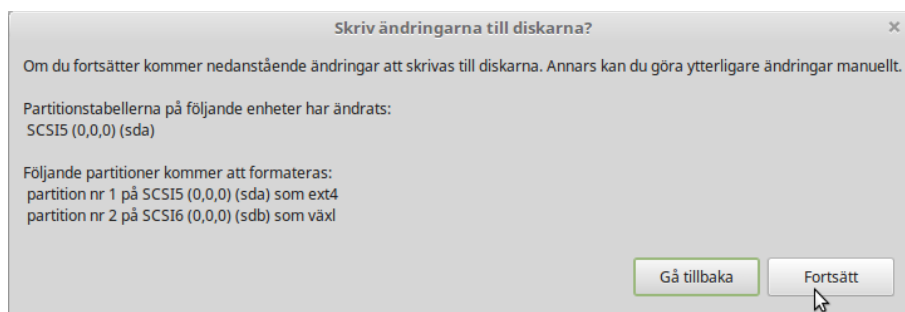 Skriv ändringarna till diskarna?
Om du fortsätter kommer nedanstående ändringar att skrivas till diskarna. Annars kan du göra ytterligare ändringar manuellt.
Partitionstabellerna på följande enheter har ändrats:
SCSI5 (0,0,0) (sda)
Följande partitioner kommer att formateras:
partition nr 1 på SCSI5 (0,0,0) (sda) som ext4
partition nr 2 på SCSI6 (0,0,0) (sdb) som växl
Gå tillbaka
Fortsätt